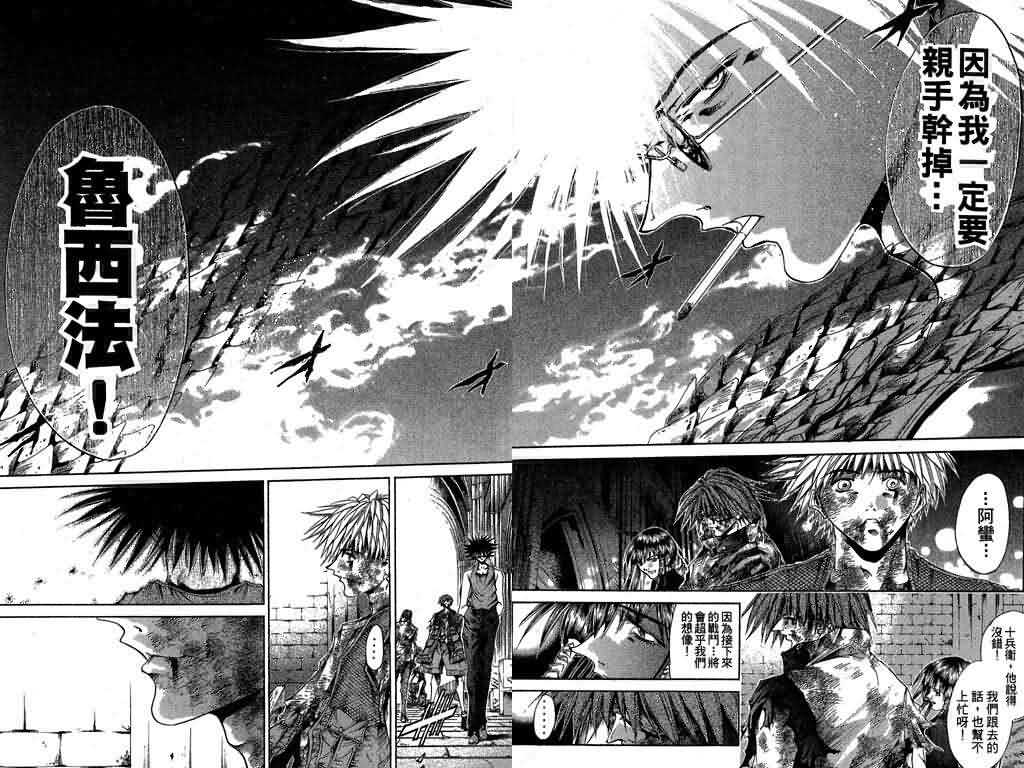 因為我一定要
親手幹掉…
…阿蠻…
十兵衛，他說得
沒錯！
我們跟去的
話，也幫不
上忙呀！
因為接下來
的戰鬥…將
會超乎我們
的想像！
……
魯西法！
……